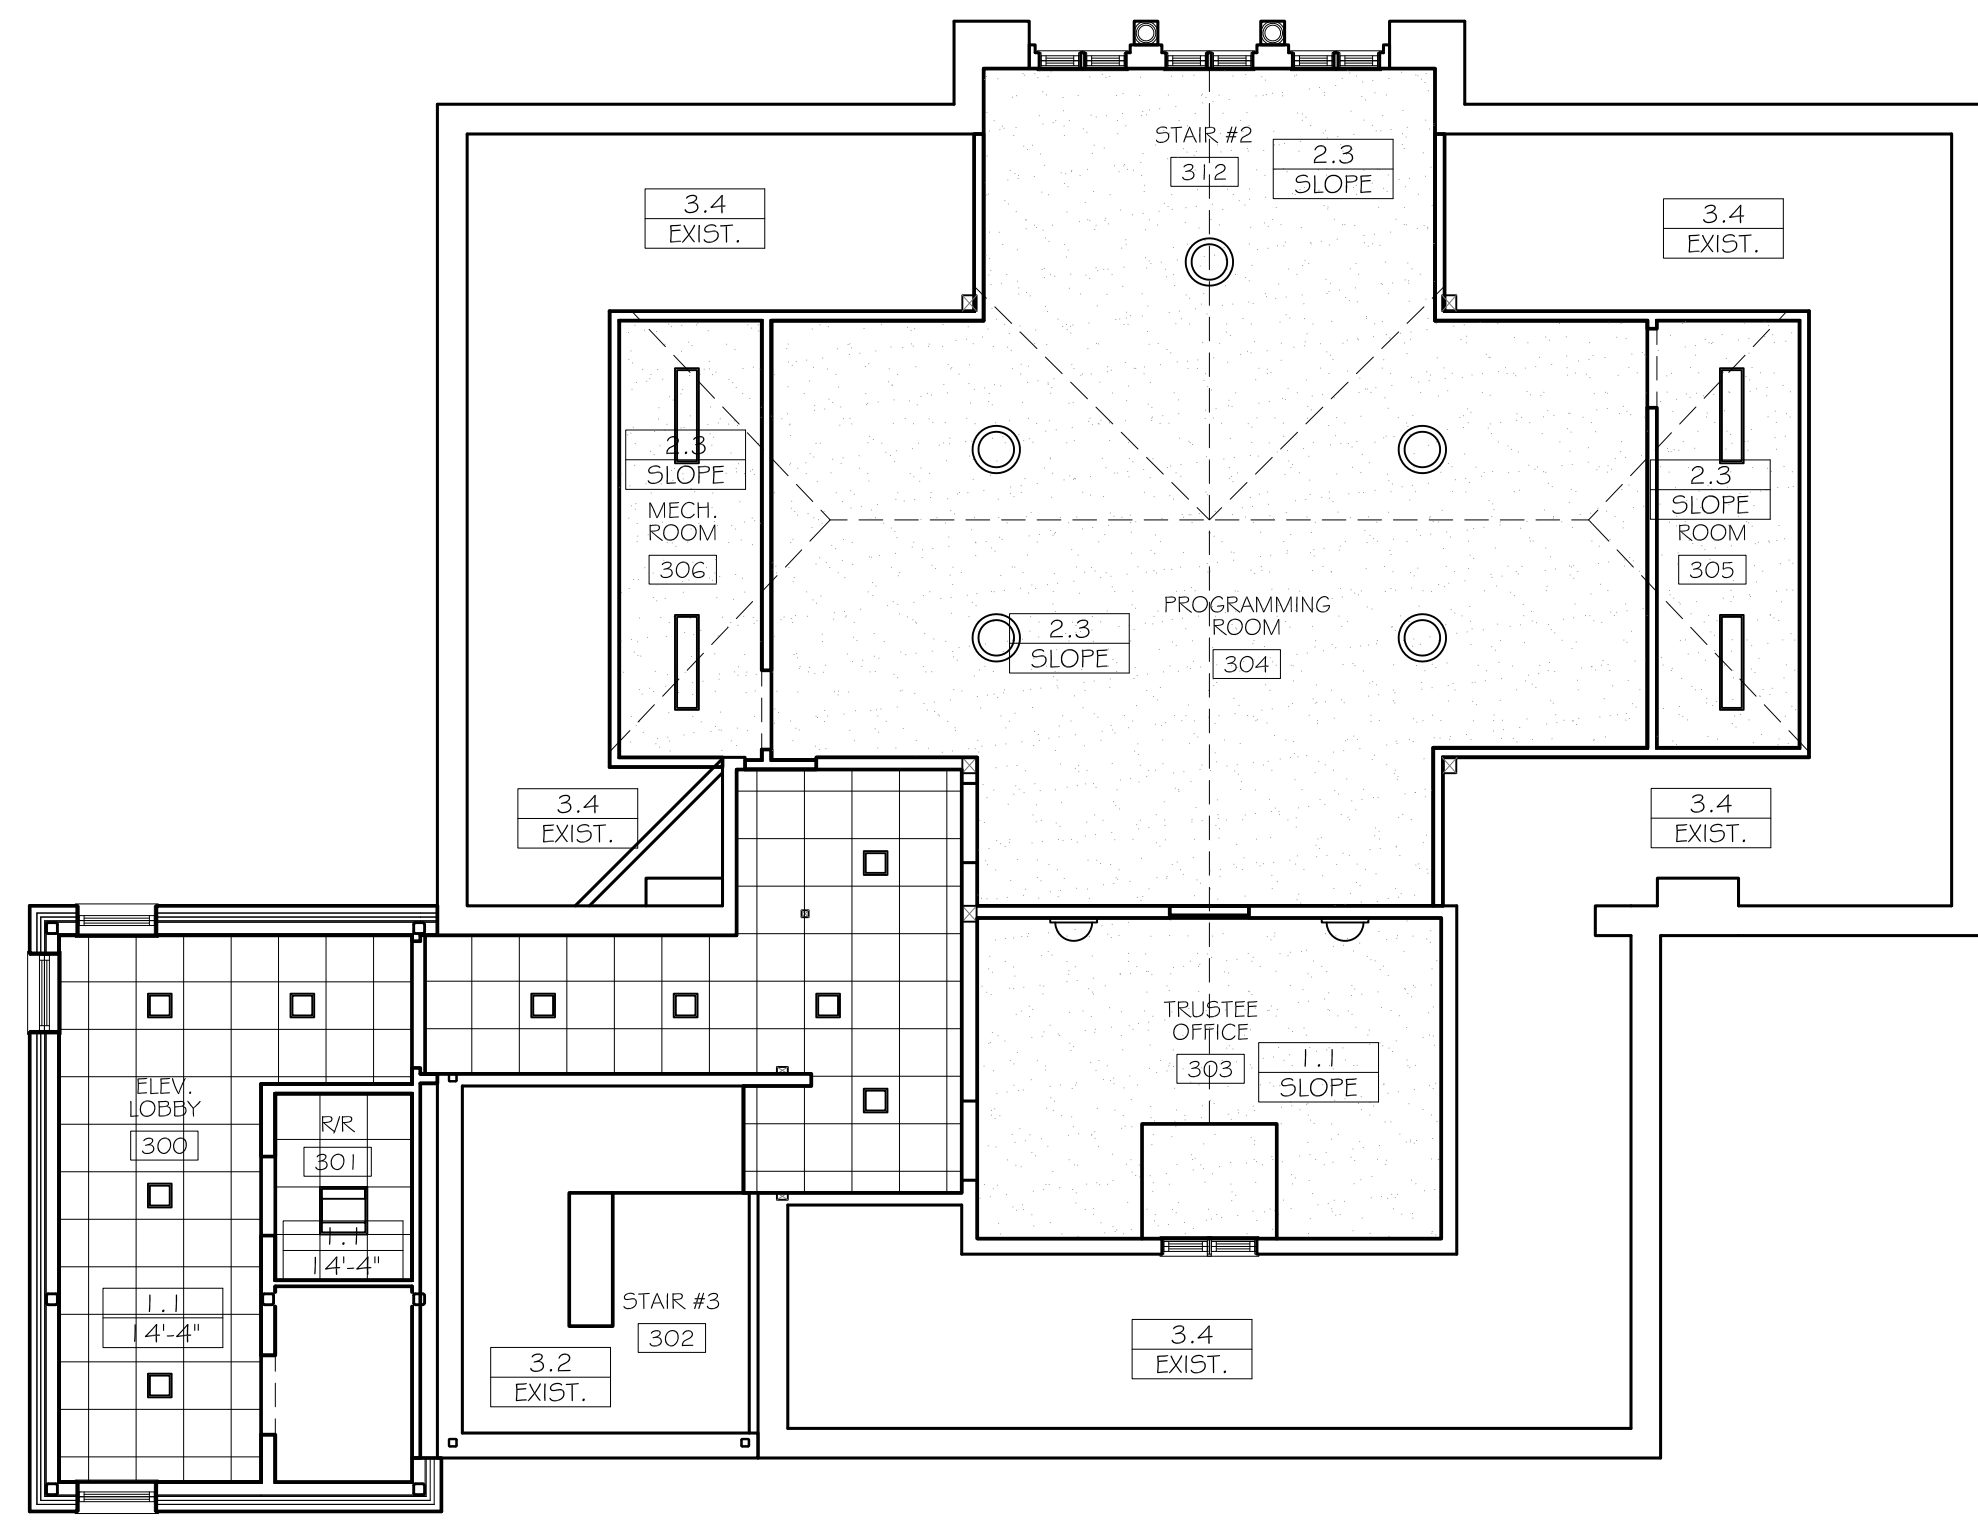 STAIR #2
312
2.3
SLOPE
3.4
EXIST.
3.4
EXIST.
2.3
SLOPE
MECH.
ROOM
306
2.3
SLOPE
ROOM
305
PROGRAMMING
ROOM
304
2.3
SLOPE
3.4
EXIST.
3.4
EXIST.
TRUSTEE
OFFICE
303
1.1
SLOPE
ELEV.
LOBBY
300
R/R
301
1.1
14'-4"
1.1
14'-4"
STAIR #3
302
3.2
EXIST.
3.4
EXIST.